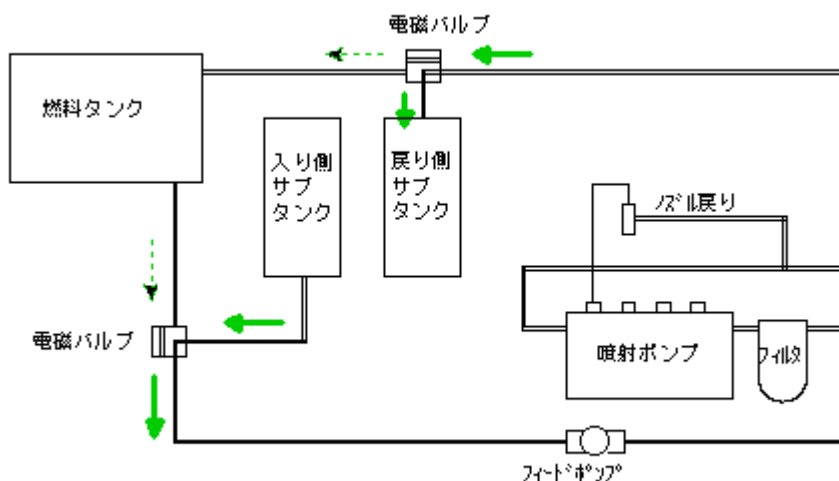 電磁バルブ
燃料タンク
入り側
サブ
タンク
戻り側
サブ
タンク
ﾉｽﾞﾙ戻り
電磁バルブ
噴射ポンプ
フィルタ
ﾌｨｰﾄﾞﾎﾟﾝﾌﾟ